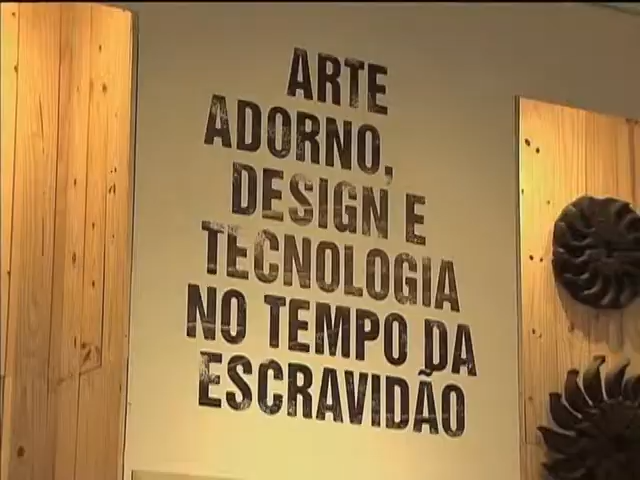 ARTE
ADORNO,
DESIGN E
TECNOLOGIA
NO TEMPO DA
ESCRAVIDÃO